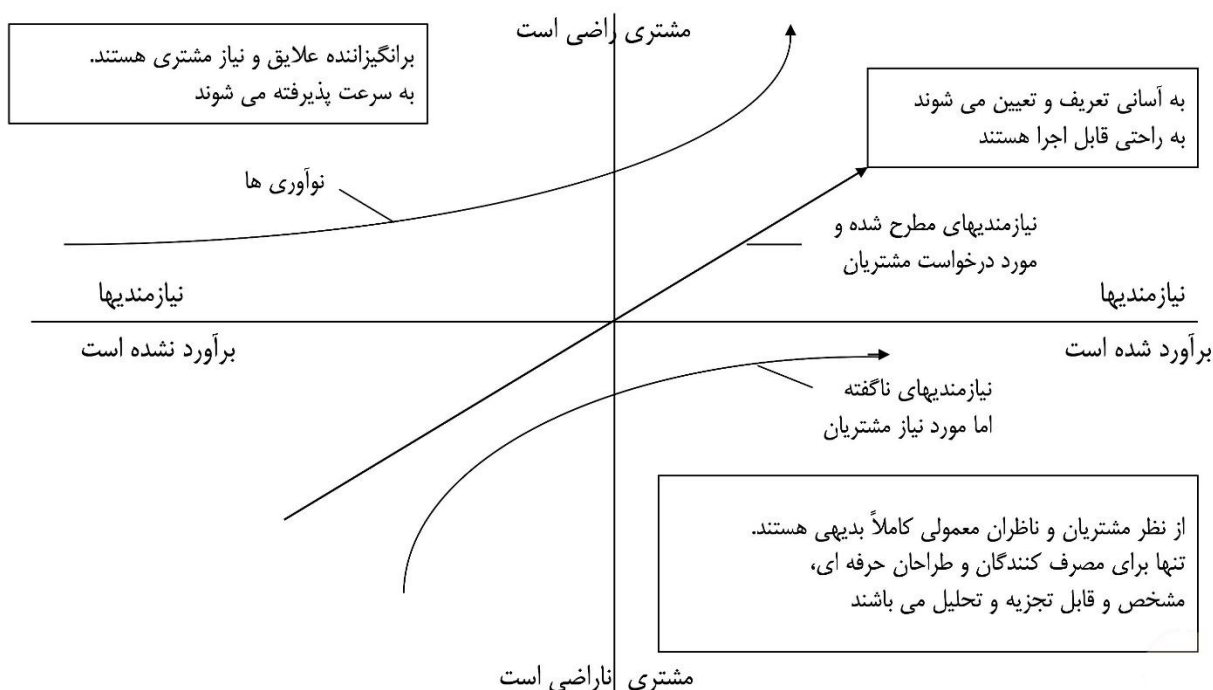 مشتری راضی است
برانگیزاننده علایق و نیاز مشتری هستند.
به سرعت پذیرفته می شوند
به آسانی تعریف و تعیین می شوند
به راحتی قابل اجرا هستند
نوآوری ها
نیازمندیهای مطرح شده و
مورد درخواست مشتریان
نیازمندیها
برآورد شده است
نیازمندیها
برآورد نشده است
نیازمندیهای ناگفته
اما مورد نیاز مشتریان
از نظر مشتریان و ناظران معمولی کاملاً بدیهی هستند.
تنها برای مصرف کنندگان و طراحان حرفه ای،
مشخص و قابل تجزیه و تحلیل می باشند
مشتری ناراضی است